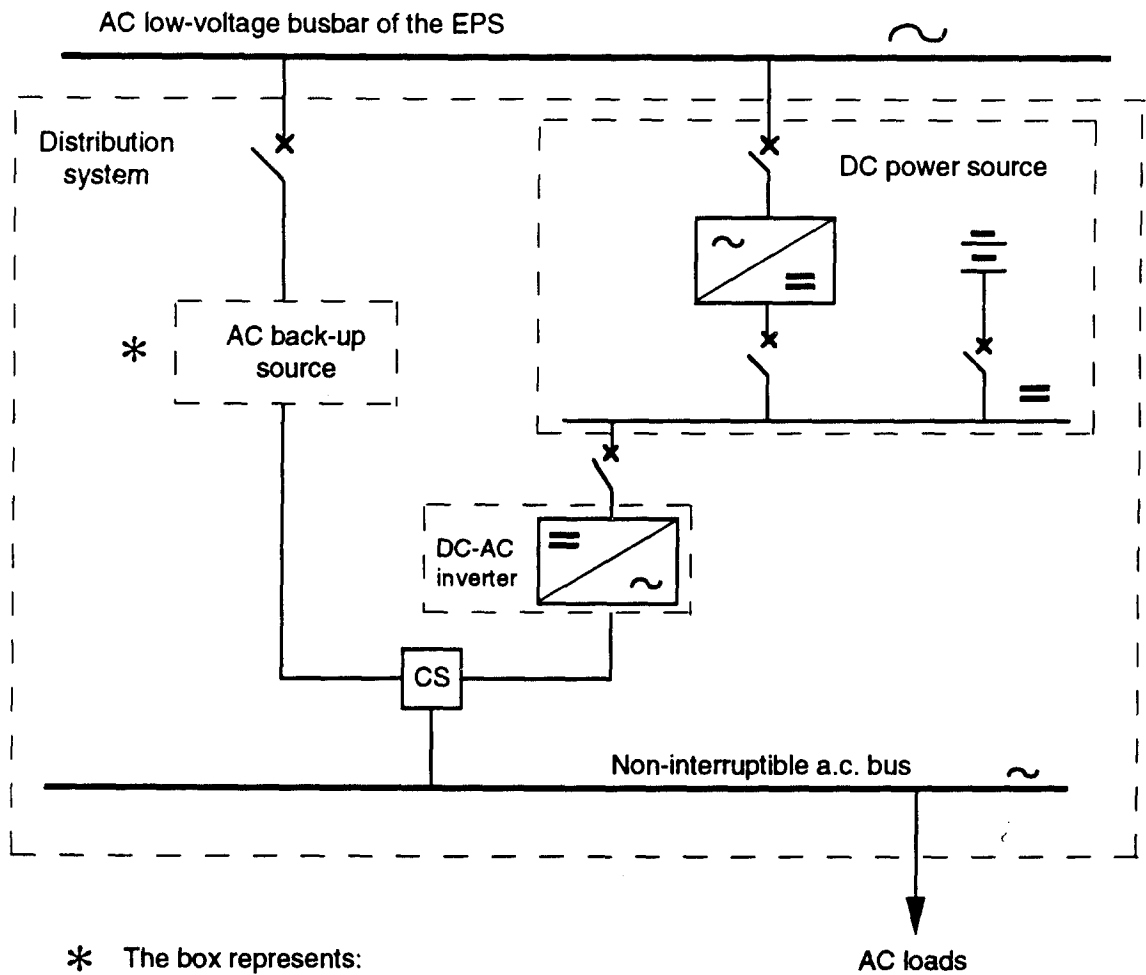 AC low-voltage busbar of the EPS
Distribution
system
DC power source
AC back-up
source
*
DC-AC
inverter
CS
Non-interruptible a.c. bus
* The box represents:
AC loads